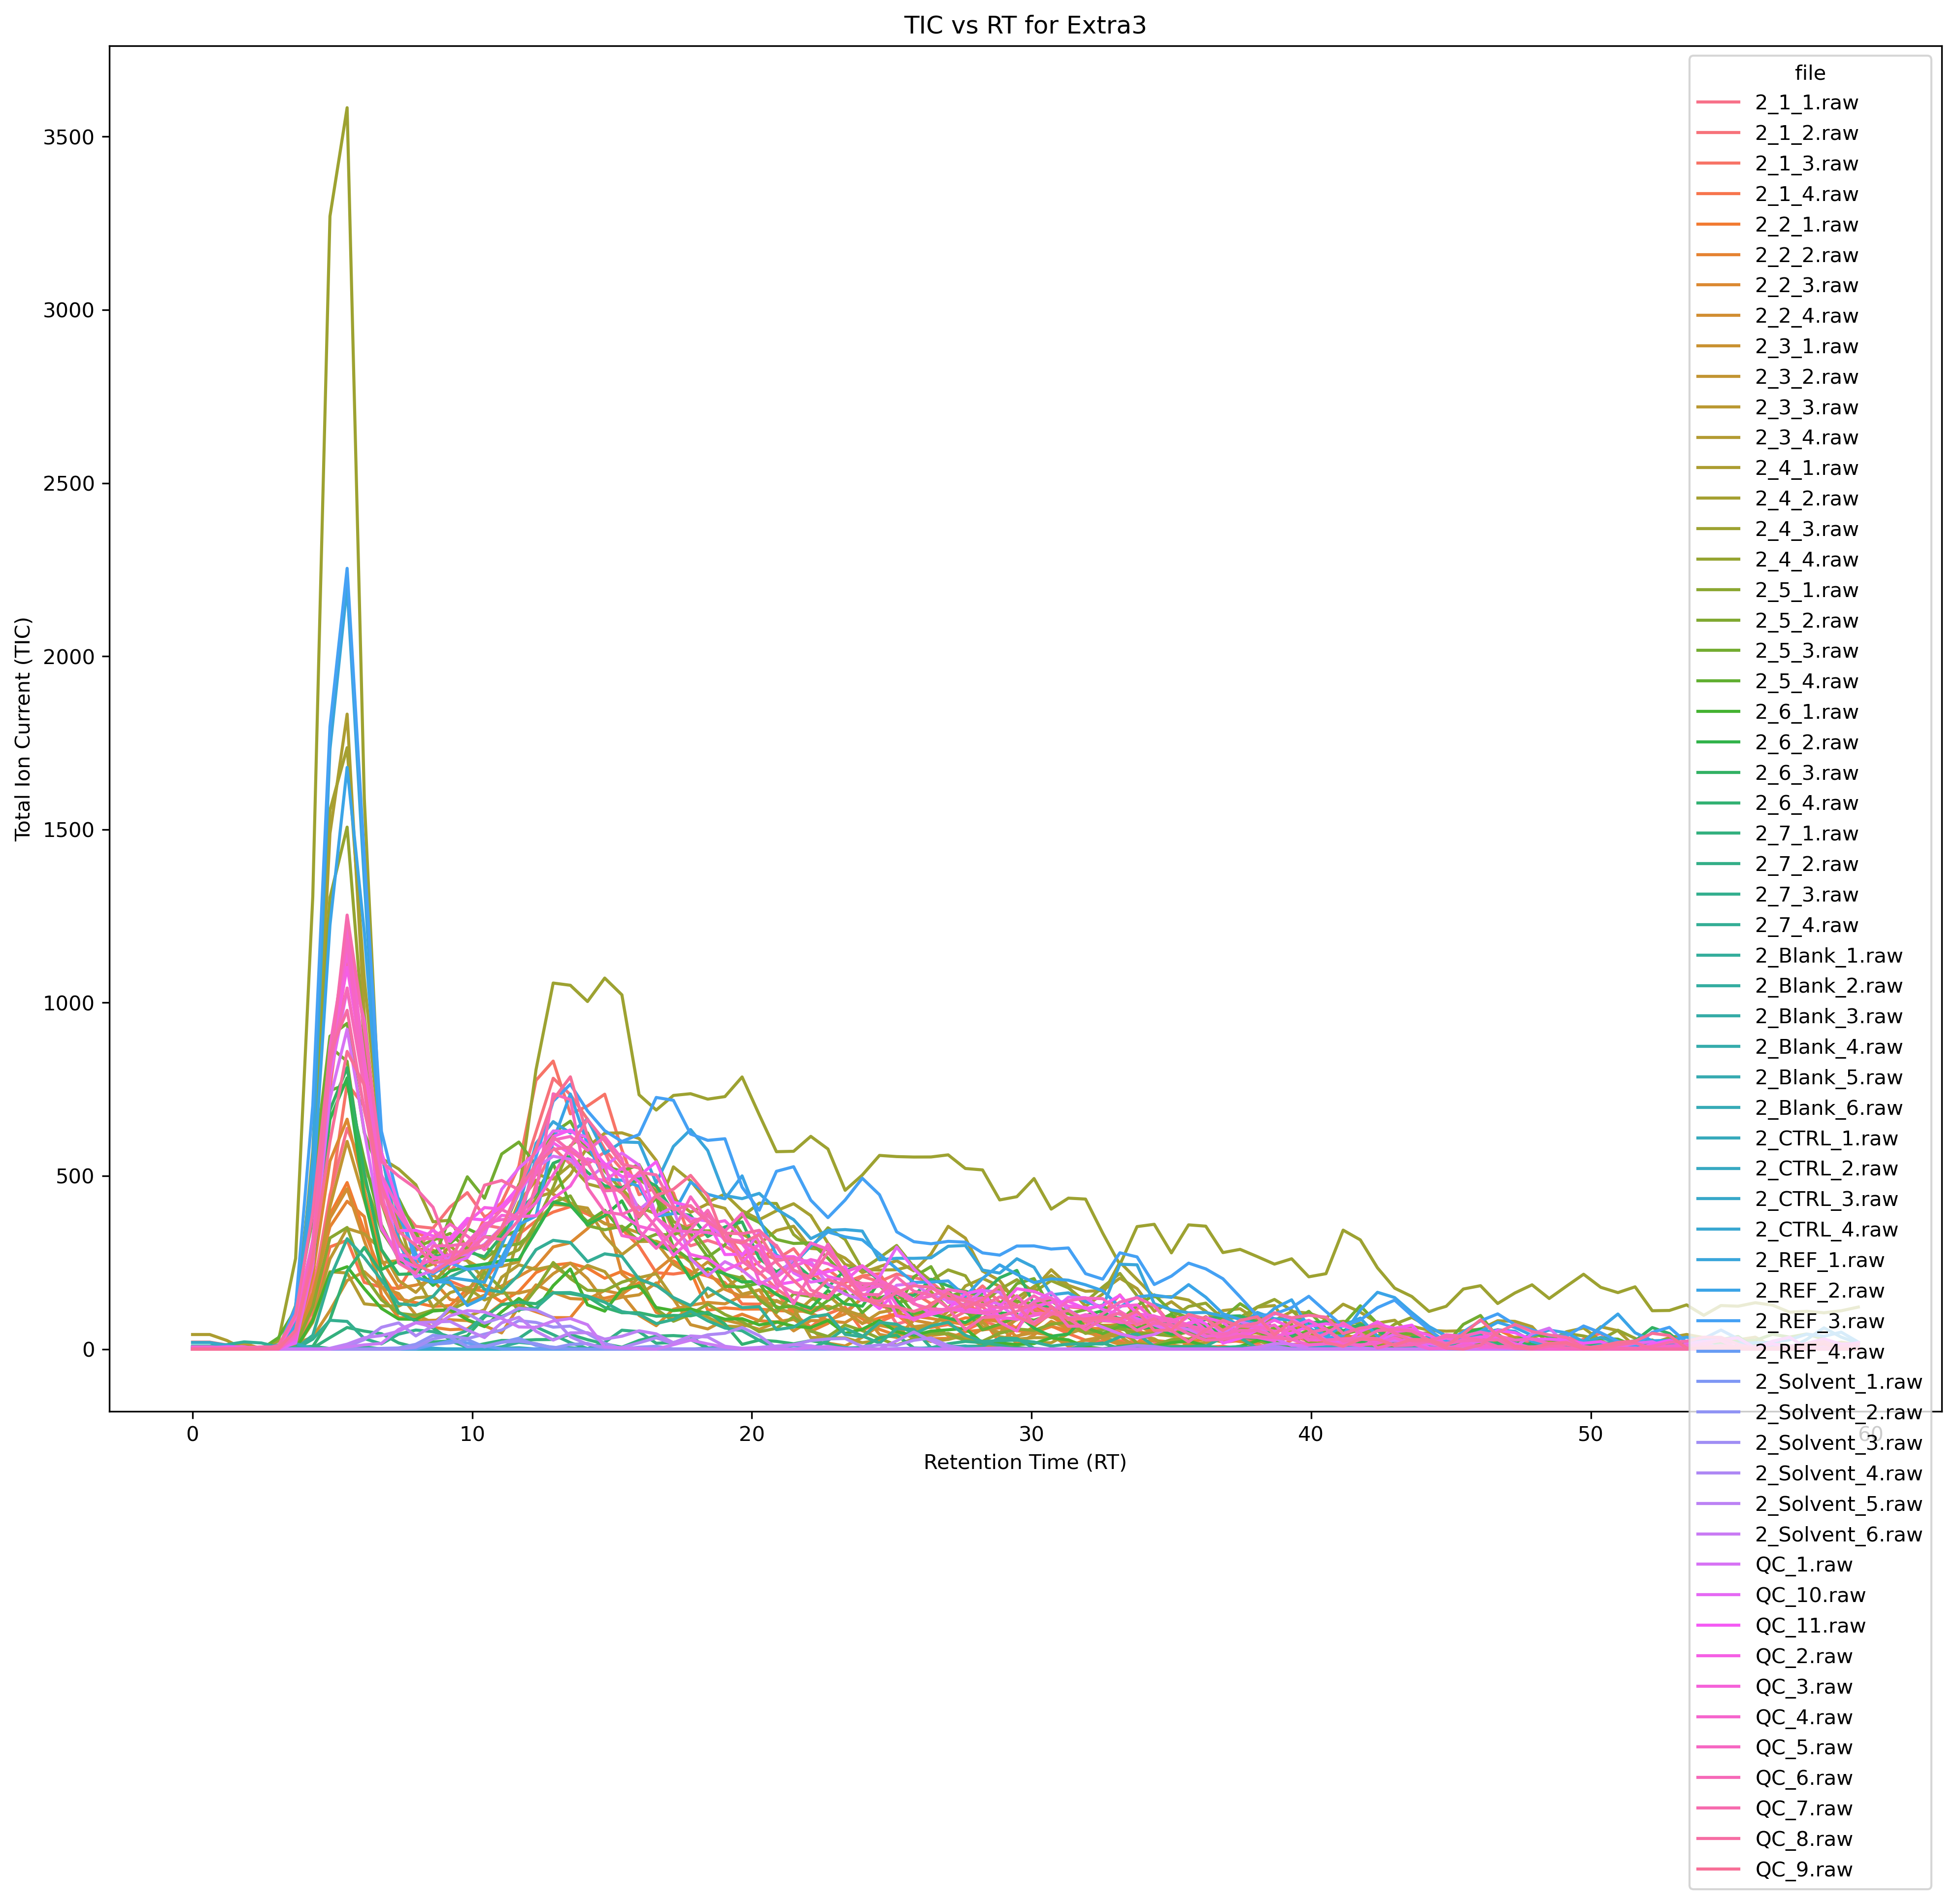 TIC vs RT for Extra3
Total Ion Current (TIC)
3500
3000
2500
2000
1500
1000
500
0
0
10
20
30
40
50
60
Retention Time (RT)
file
2_1_1.raw
2_1_2.raw
2_1_3.raw
2_1_4.raw
2_2_1.raw
2_2_2.raw
2_2_3.raw
2_2_4.raw
2_3_1.raw
2_3_2.raw
2_3_3.raw
2_3_4.raw
2_4_1.raw
2_4_2.raw
2_4_3.raw
2_4_4.raw
2_5_1.raw
2_5_2.raw
2_5_3.raw
2_5_4.raw
2_6_1.raw
2_6_2.raw
2_6_3.raw
2_6_4.raw
2_7_1.raw
2_7_2.raw
2_7_3.raw
2_7_4.raw
2_Blank_1.raw
2_Blank_2.raw
2_Blank_3.raw
2_Blank_4.raw
2_Blank_5.raw
2_Blank_6.raw
2_CTRL_1.raw
2_CTRL_2.raw
2_CTRL_3.raw
2_CTRL_4.raw
2_REF_1.raw
2_REF_2.raw
2_REF_3.raw
2_REF_4.raw
2_Solvent_1.raw
2_Solvent_2.raw
2_Solvent_3.raw
2_Solvent_4.raw
2_Solvent_5.raw
2_Solvent_6.raw
QC_1.raw
QC_10.raw
QC_11.raw
QC_2.raw
QC_3.raw
QC_4.raw
QC_5.raw
QC_6.raw
QC_7.raw
QC_8.raw
QC_9.raw